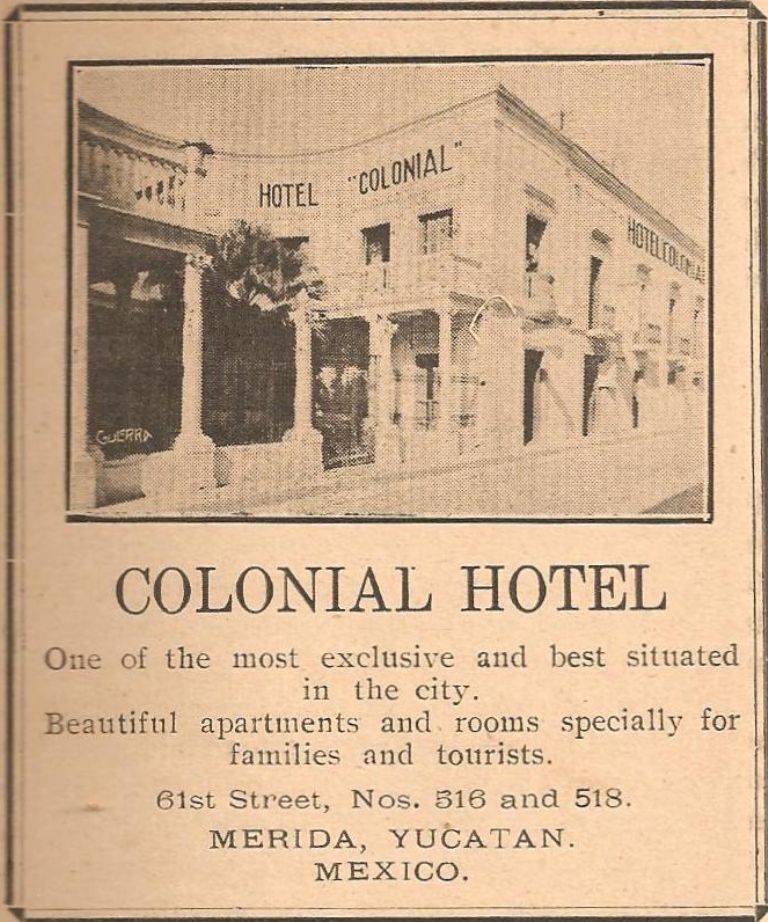 HOTEL "COLONIAL"
HOTEL COLONIAL
GUERRA
COLONIAL HOTEL
One of the most exclusive and best situated
in the city.
Beautiful apartments and rooms specially for
families and tourists.
61st Street, Nos. 516 and 518.
MERIDA, YUCATAN.
MEXICO.